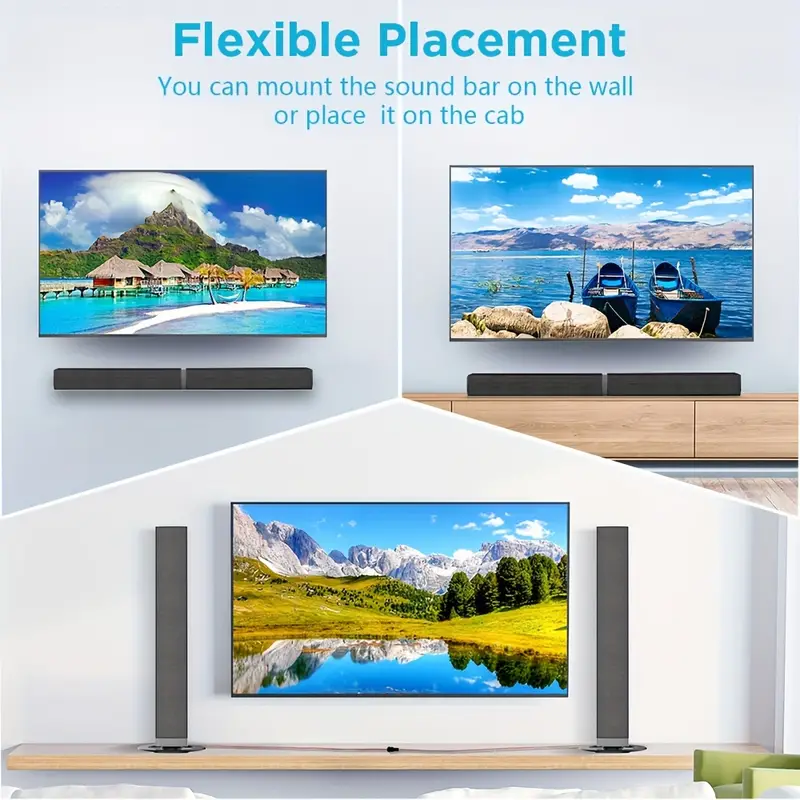 Flexible Placement
You can mount the sound bar on the wall
or place it on the cab